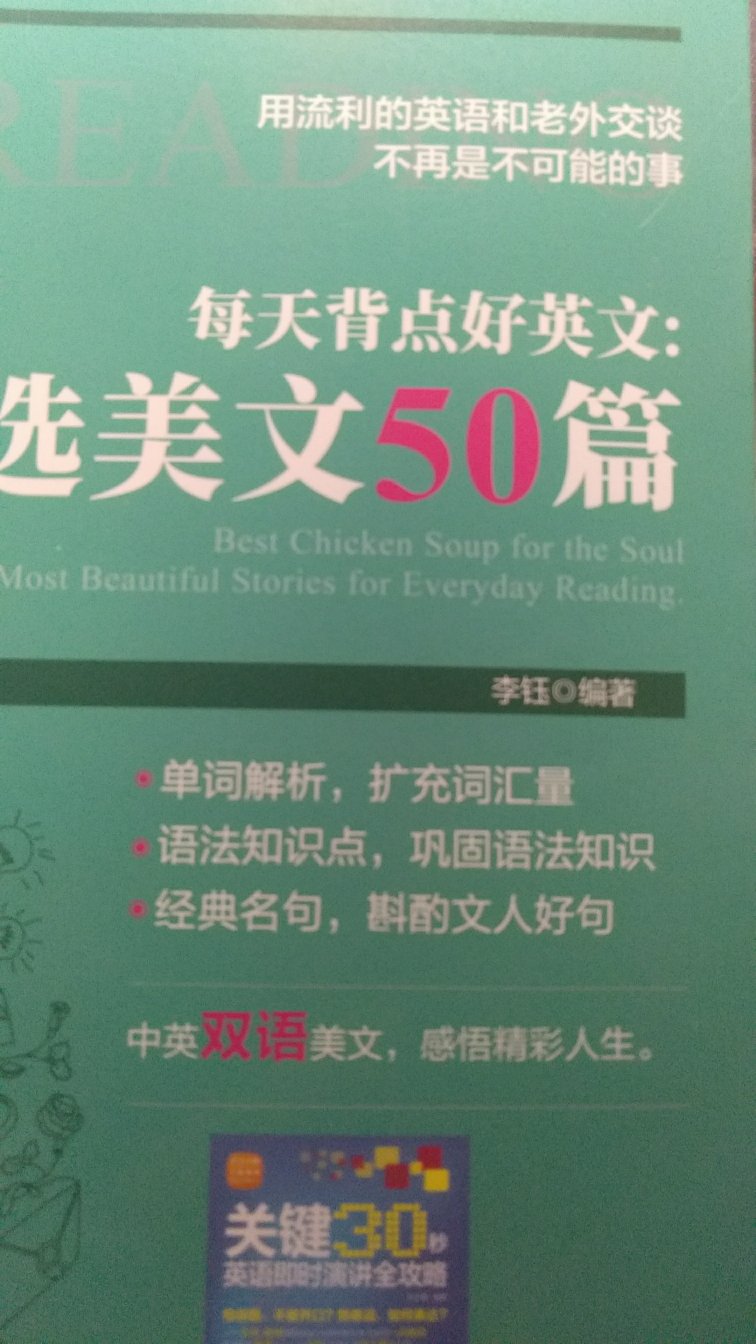 READING
用流利的英语和老外交谈
不再是不可能的事
每天背点好英文:
选美文50篇
Best Chicken Soup for the Soul
Most Beautiful Stories for Everyday Reading.
李钰◎编著
•单词解析，扩充词汇量
•语法知识点，巩固语法知识
•经典名句，斟酌文人好句
中英双语美文，感悟精彩人生。
关键30秒
英语即时演讲全攻略